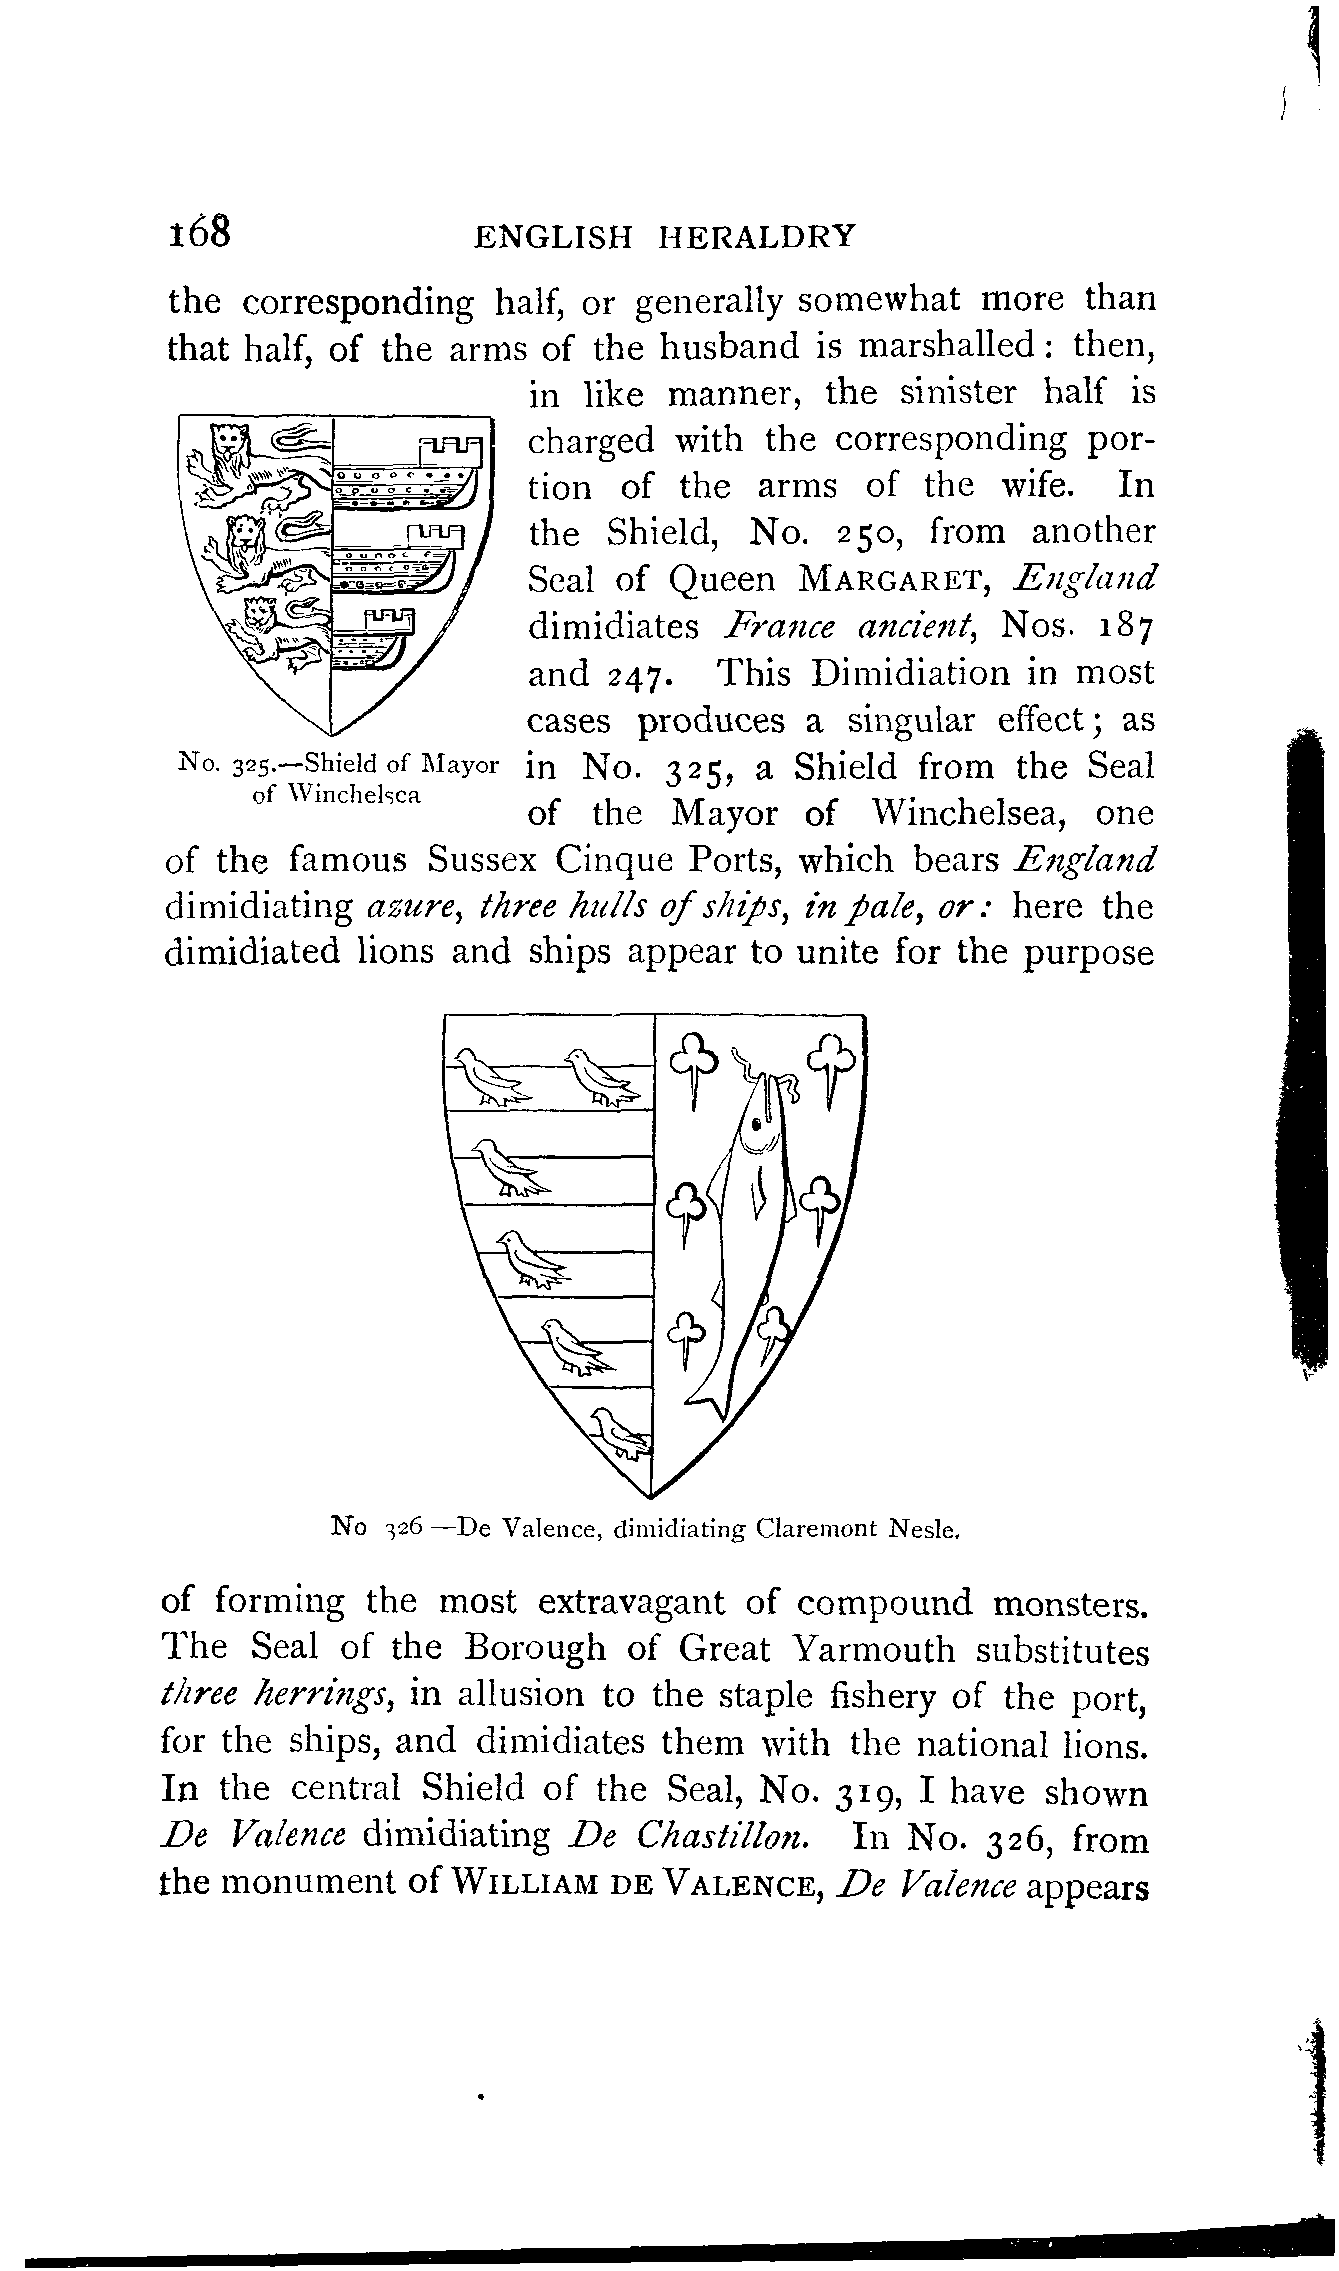 168 ENGLISH HERALDRY
the corresponding half, or generally somewhat more than
that half, of the arms of the husband is marshalled : then,
in like manner, the sinister half is
charged with the corresponding por-
tion of the arms of the wife. In
the Shield, No. 250, from another
Seal of Queen MARGARET, England
dimidiates France ancient, Nos. 187
and 247. This Dimidiation in most
cases produces a singular effect ; as
in No. 325, a Shield from the Seal
of the Mayor of Winchelsea, one
No. 325.—Shield of Mayor
of Winchelsea
of the famous Sussex Cinque Ports, which bears England
dimidiating azure, three hulls of ships, in pale, or : here the
dimidiated lions and ships appear to unite for the purpose
No 326 —De Valence, dimidiating Claremont Nesle.
of forming the most extravagant of compound monsters.
The Seal of the Borough of Great Yarmouth substitutes
three herrings, in allusion to the staple fishery of the port,
for the ships, and dimidiates them with the national lions.
In the central Shield of the Seal, No. 319, I have shown
De Valence dimidiating De Chastillon. In No. 326, from
the monument of WILLIAM DE VALENCE, De Valence appears